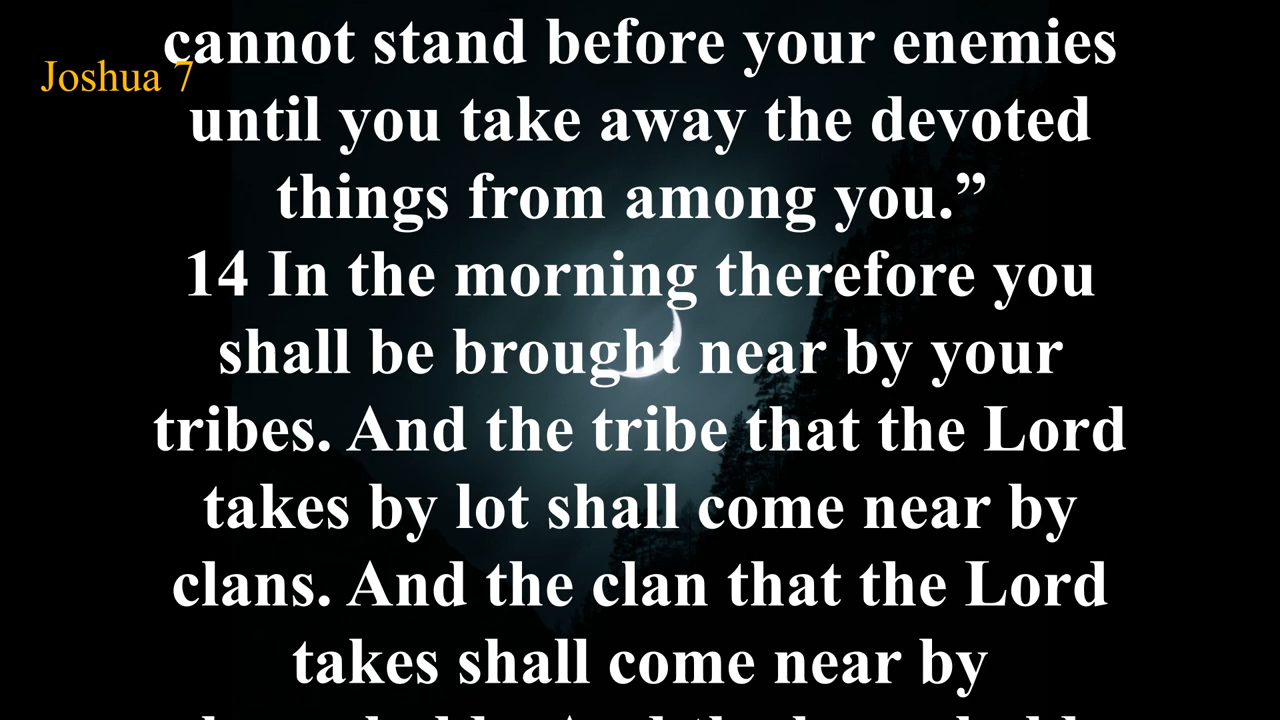 cannot stand before your enemies
Joshua 7
until you take away the devoted
things from among you.”
14 In the morning therefore you
shall be brought near by your
tribes. And the tribe that the Lord
takes by lot shall come near by
clans. And the clan that the Lord
takes shall come near by